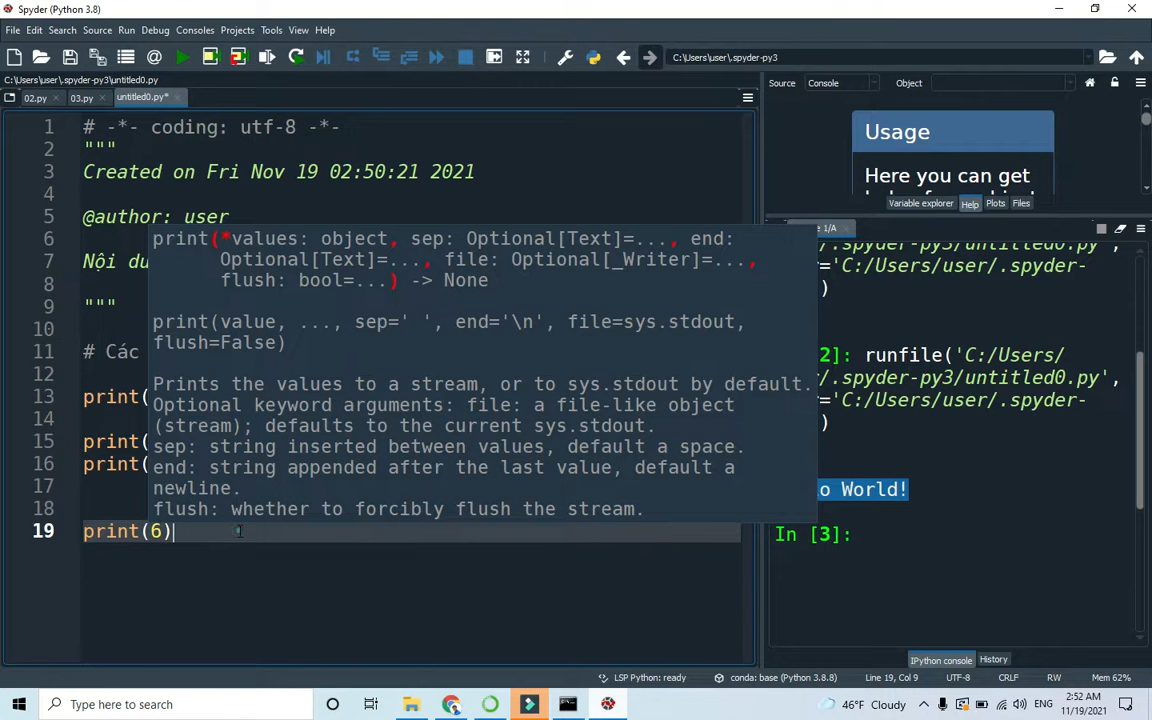 Spyder (Python 3.8)
File Edit Search Source Run Debug Consoles Projects Tools View Help
C:\Users\user\.spyder-py3
C:\Users\user\.spyder-py3\untitled0.py
02.py 03.py untitled0.py*
Source Console Object
1 # -*- coding: utf-8 -*-
2 """
3 Created on Fri Nov 19 02:50:21 2021
4
5 @author: user
6
7 Nội du
8
9 """
10
11 # Các
12
13 print(
14
15 print(
16 print(
17
18
19 print(6)
print(*values: object, sep: Optional[Text]=..., end:
Optional[Text]=..., file: Optional[_Writer]=...,
flush: bool=...) -> None
print(value, ..., sep=' ', end='\n', file=sys.stdout,
flush=False)
Prints the values to a stream, or to sys.stdout by default.
Optional keyword arguments: file: a file-like object
(stream); defaults to the current sys.stdout.
sep: string inserted between values, default a space.
end: string appended after the last value, default a
newline.
flush: whether to forcibly flush the stream.
Usage
Here you can get
Variable explorer Help Plots Files
1/A
/.spyder-py3/untitled0.py',
='C:/Users/user/.spyder-
)
2]: runfile('C:/Users/
/.spyder-py3/untitled0.py',
='C:/Users/user/.spyder-
)
o World!
In [3]:
IPython console History
LSP Python: ready conda: base (Python 3.8.8) Line 19, Col 9 UTF-8 CRLF RW Mem 62%
Type here to search
46°F Cloudy ENG
2:52 AM
11/19/2021